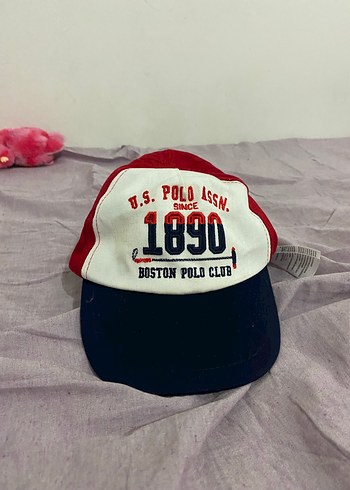 U.S. POLO ASSN.
SINCE
1890
BOSTON POLO CLUB